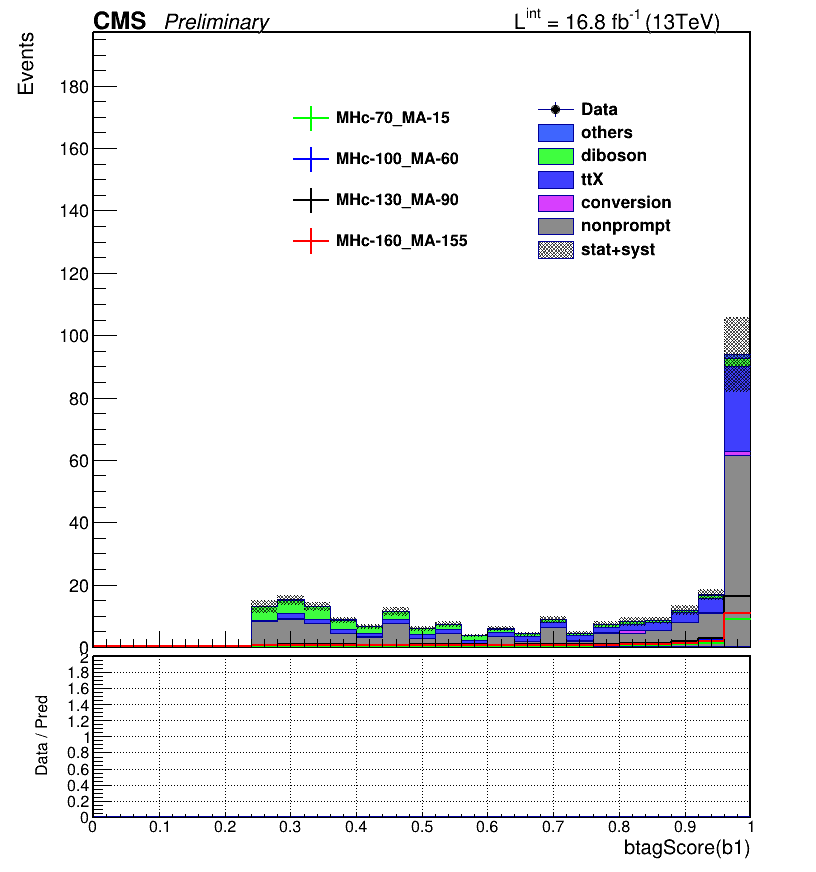 CMS Preliminary L^int = 16.8 fb^-1 (13TeV)
Events
180
160
140
120
100
80
60
40
20
0
MHc-70_MA-15
MHc-100_MA-60
MHc-130_MA-90
MHc-160_MA-155
Data
others
diboson
ttX
conversion
nonprompt
stat+syst
Data / Pred
2
1.8
1.6
1.4
1.2
1
0.8
0.6
0.4
0.2
0
0 0.1 0.2 0.3 0.4 0.5 0.6 0.7 0.8 0.9 1
btagScore(b1)